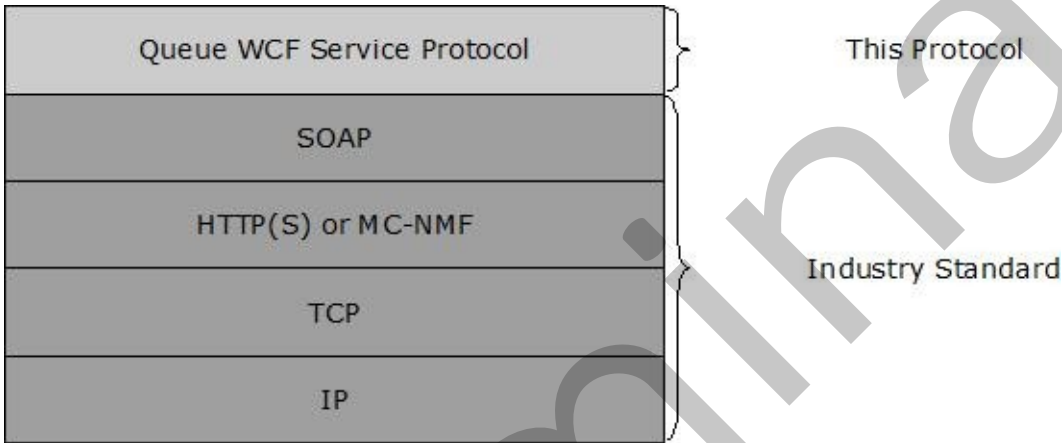 Queue WCF Service Protocol
This Protocol
SOAP
HTTP(S) or MC-NMF
Industry Standard
TCP
IP